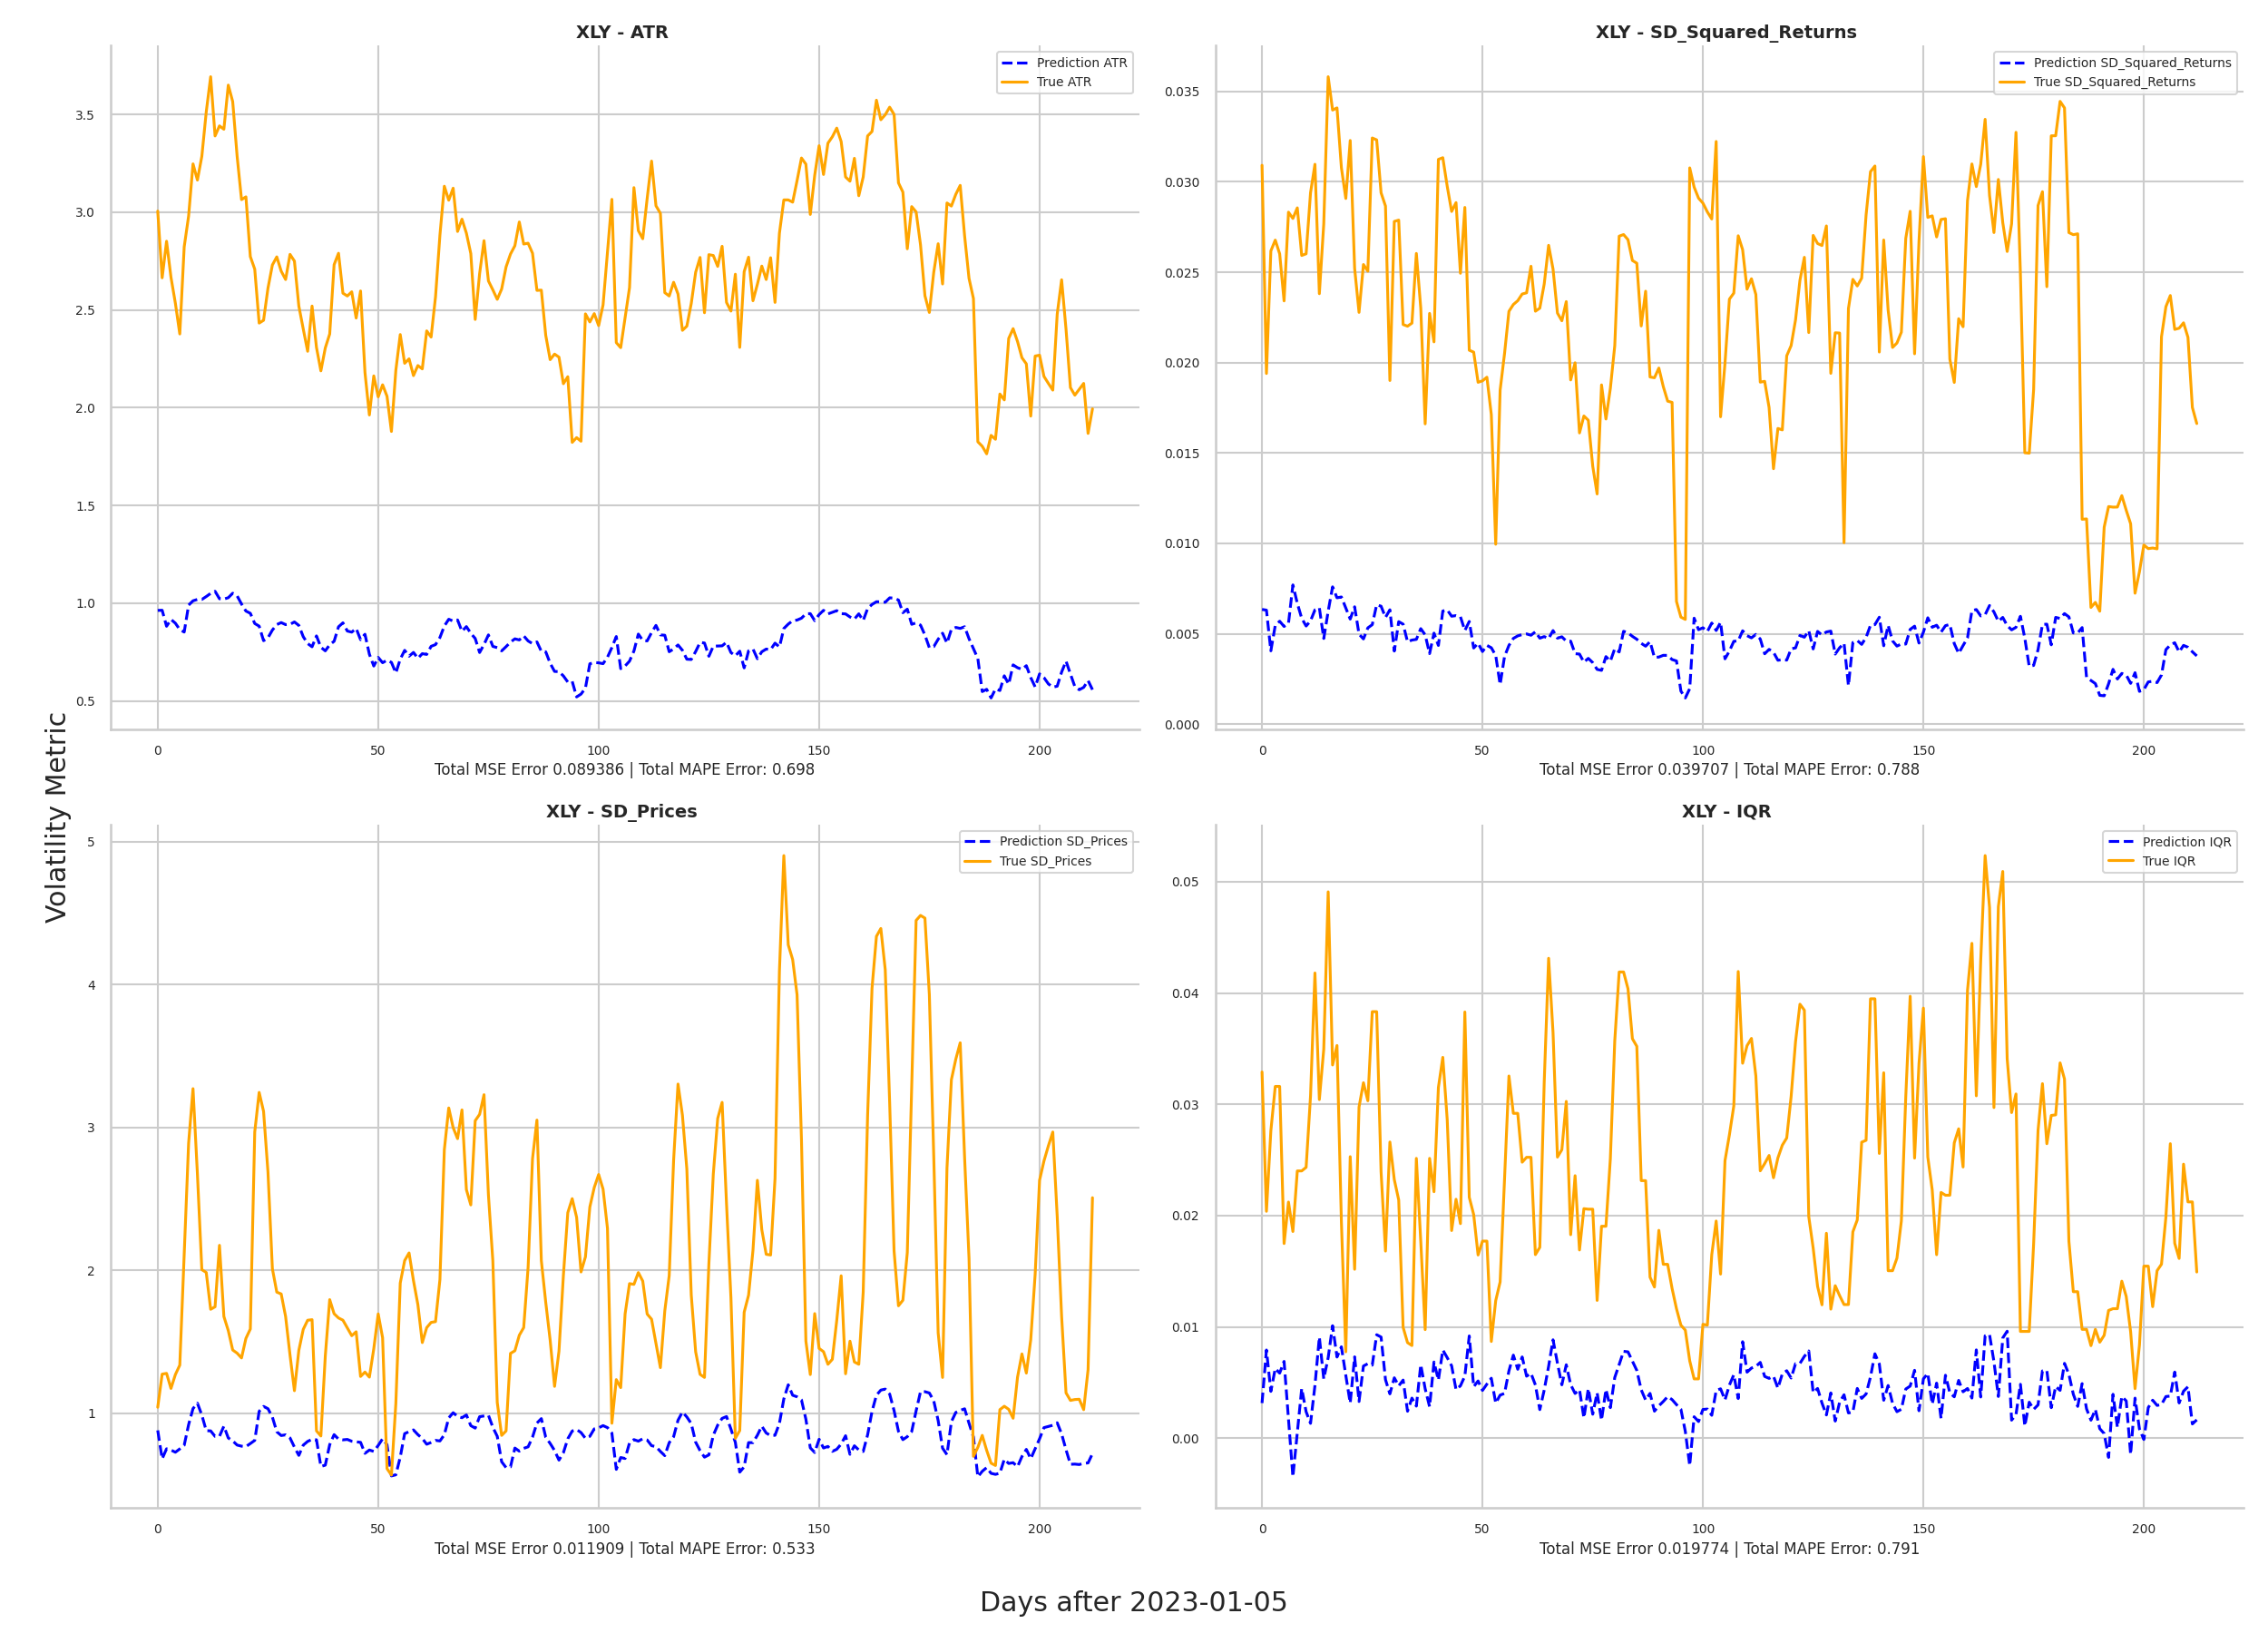 XLY - ATR
Prediction ATR
True ATR
3.5
3.0
2.5
2.0
1.5
1.0
0.5
0 50 100 150 200
Total MSE Error 0.089386 | Total MAPE Error: 0.698
XLY - SD_Squared_Returns
Prediction SD_Squared_Returns
True SD_Squared_Returns
0.035
0.030
0.025
0.020
0.015
0.010
0.005
0.000
0 50 100 150 200
Total MSE Error 0.039707 | Total MAPE Error: 0.788
Volatility Metric
XLY - SD_Prices
Prediction SD_Prices
True SD_Prices
5
4
3
2
1
0 50 100 150 200
Total MSE Error 0.011909 | Total MAPE Error: 0.533
XLY - IQR
Prediction IQR
True IQR
0.05
0.04
0.03
0.02
0.01
0.00
0 50 100 150 200
Total MSE Error 0.019774 | Total MAPE Error: 0.791
Days after 2023-01-05